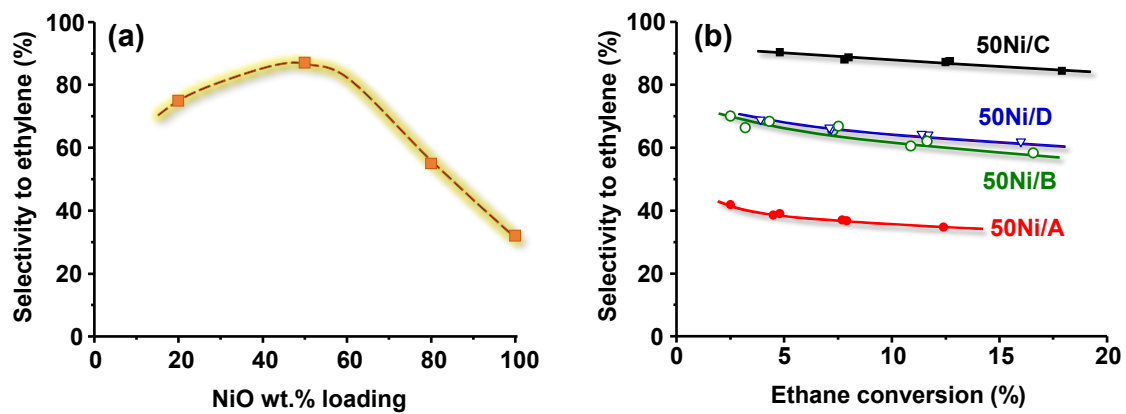 (a)
Selectivity to ethylene (%)
100
80
60
40
20
0
0 20 40 60 80 100
NiO wt.% loading
(b)
Selectivity to ethylene (%)
100
80
60
40
20
0
50Ni/C
50Ni/D
50Ni/B
50Ni/A
0 5 10 15 20
Ethane conversion (%)